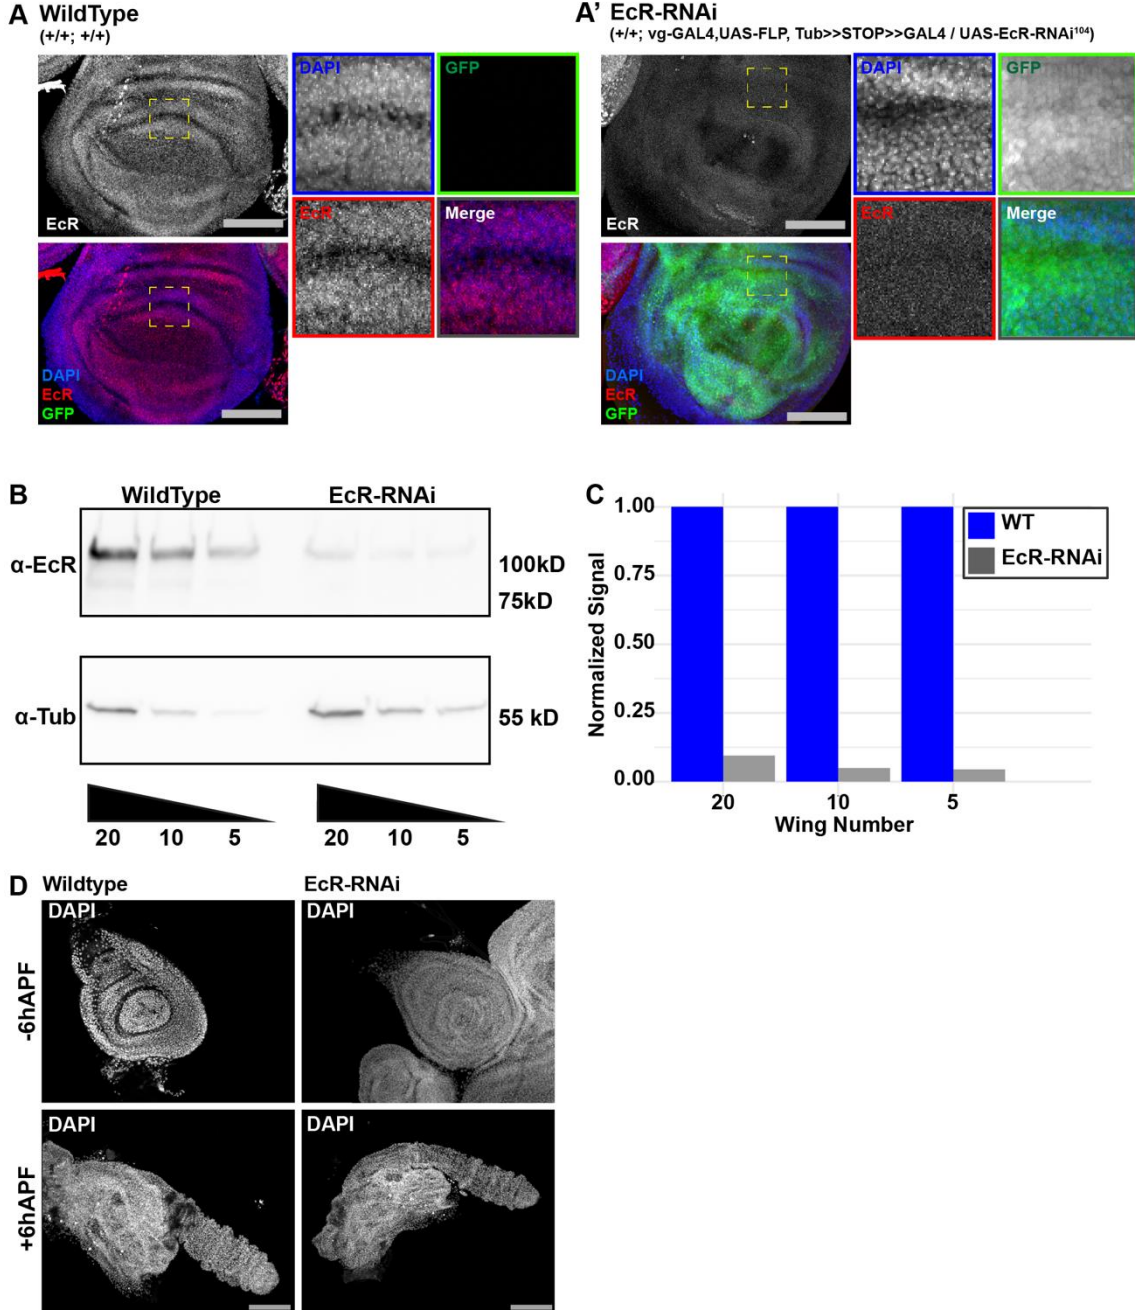 A WildType
(+/+; +/+)
DAPI
GFP
EcR
EcR
Merge
DAPI
EcR
GFP
A' EcR-RNAi
(+/+; vg-GAL4,UAS-FLP, Tub>>STOP>>GAL4 / UAS-EcR-RNAi¹⁰⁴)
DAPI
GFP
EcR
EcR
Merge
DAPI
EcR
GFP
B WildType EcR-RNAi
α-EcR
100kD
75kD
α-Tub
55 kD
20 10 5 20 10 5
C
Normalized Signal
1.00
0.75
0.50
0.25
0.00
20 10 5
Wing Number
WT
EcR-RNAi
D Wildtype EcR-RNAi
-6hAPF
DAPI DAPI
+6hAPF
DAPI DAPI